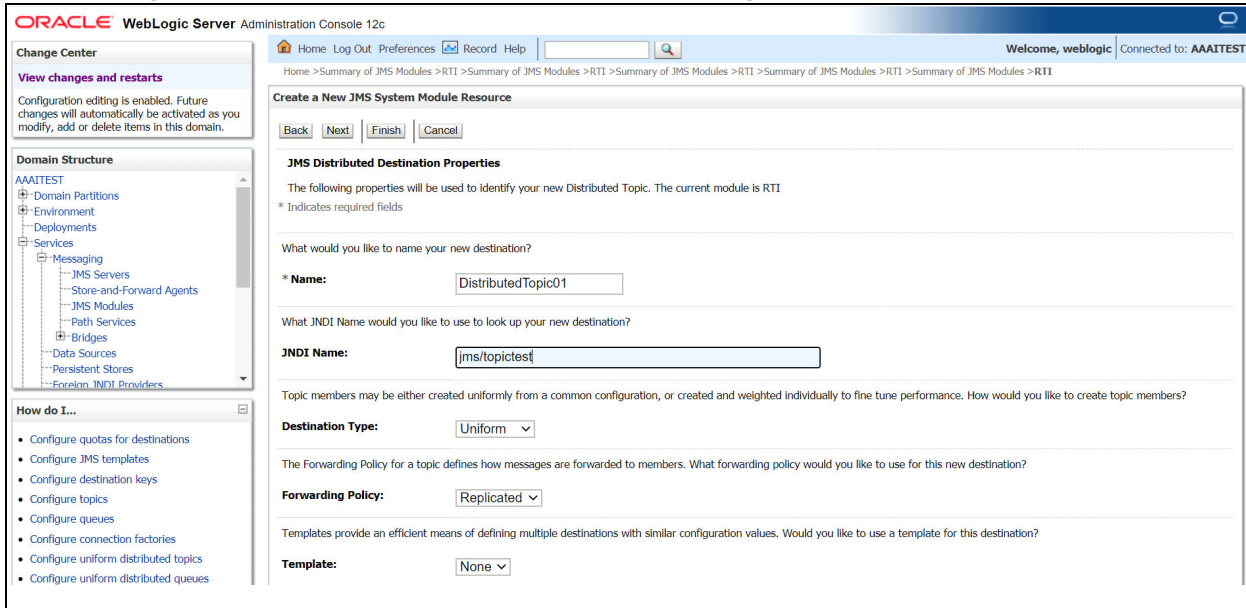 ORACLE WebLogic Server Administration Console 12c
Change Center
View changes and restarts
Configuration editing is enabled. Future
changes will automatically be activated as you
modify, add or delete items in this domain.
Domain Structure
AAAITEST
Domain Partitions
Environment
Deployments
Services
Messaging
JMS Servers
Store-and-Forward Agents
JMS Modules
Path Services
Bridges
Data Sources
Persistent Stores
Foreign JNDI Providers
How do I...
Configure quotas for destinations
Configure JMS templates
Configure destination keys
Configure topics
Configure queues
Configure connection factories
Configure uniform distributed topics
Configure uniform distributed queues
Home Log Out Preferences Record Help
Welcome, weblogic Connected to: AAAITEST
Home >Summary of JMS Modules >RTI >Summary of JMS Modules >RTI >Summary of JMS Modules >RTI >Summary of JMS Modules >RTI >Summary of JMS Modules >RTI
Create a New JMS System Module Resource
Back Next Finish Cancel
JMS Distributed Destination Properties
The following properties will be used to identify your new Distributed Topic. The current module is RTI
* Indicates required fields
What would you like to name your new destination?
* Name: DistributedTopic01
What JNDI Name would you like to use to look up your new destination?
JNDI Name: jms/topictest
Topic members may be either created uniformly from a common configuration, or created and weighted individually to fine tune performance. How would you like to create topic members?
Destination Type: Uniform
The Forwarding Policy for a topic defines how messages are forwarded to members. What forwarding policy would you like to use for this new destination?
Forwarding Policy: Replicated
Templates provide an efficient means of defining multiple destinations with similar configuration values. Would you like to use a template for this destination?
Template: None